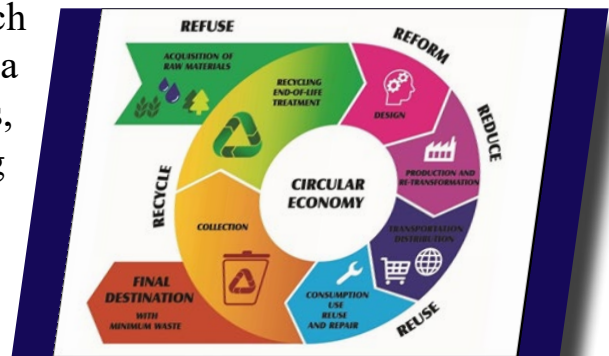 ch
a
g
REFUSE
ACQUISITION OF
RAW MATERIALS
RECYCLING
END-OF-LIFE
TREATMENT
REFORM
DESIGN
REDUCE
PRODUCTION AND
RE-TRANSFORMATION
CIRCULAR
ECONOMY
TRANSPORTATION
DISTRIBUTION
REUSE
CONSUMPTION
USE
REUSE
AND REPAIR
RECYCLE
COLLECTION
FINAL
DESTINATION
WITH
MINIMUM WASTE